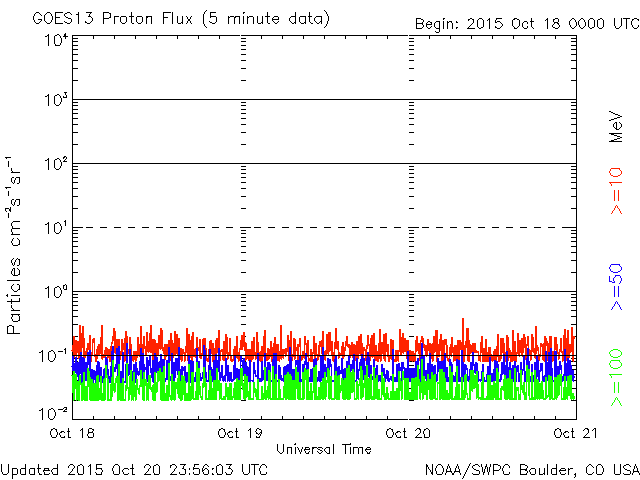 GOES13 Proton Flux (5 minute data)
Begin: 2015 Oct 18 0000 UTC
10⁴
10³
10²
10¹
10⁰
10⁻¹
10⁻²
Particles cm⁻²s⁻¹sr⁻¹
MeV
>=10
>=50
>=100
Oct 18
Oct 19
Oct 20
Oct 21
Universal Time
Updated 2015 Oct 20 23:56:03 UTC
NOAA/SWPC Boulder, CO USA